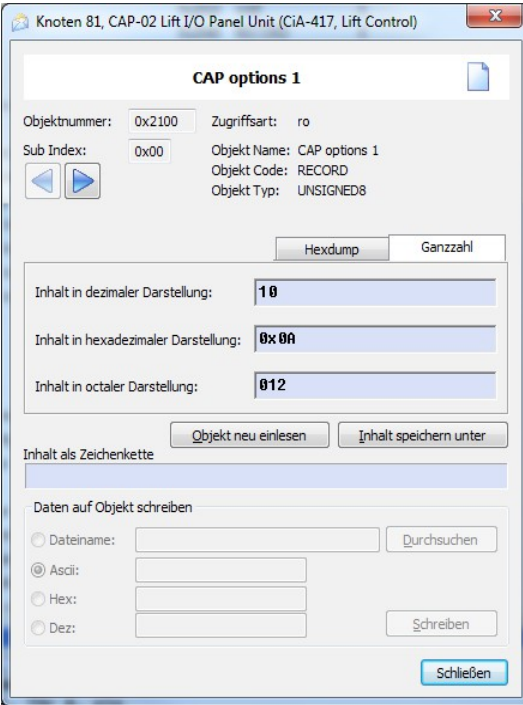 Knoten 81, CAP-02 Lift I/O Panel Unit (CiA-417, Lift Control)
CAP options 1
Objektnummer: 0x2100 Zugriffsart: ro
Sub Index: 0x00 Objekt Name: CAP options 1
Objekt Code: RECORD
Objekt Typ: UNSIGNED8
Hexdump Ganzzahl
Inhalt in dezimaler Darstellung: 10
Inhalt in hexadezimaler Darstellung: 0x0A
Inhalt in octaler Darstellung: 012
Objekt neu einlesen Inhalt speichern unter
Inhalt als Zeichenkette
Daten auf Objekt schreiben
Dateiname: Durchsuchen
Ascii:
Hex:
Dez: Schreiben
Schließen